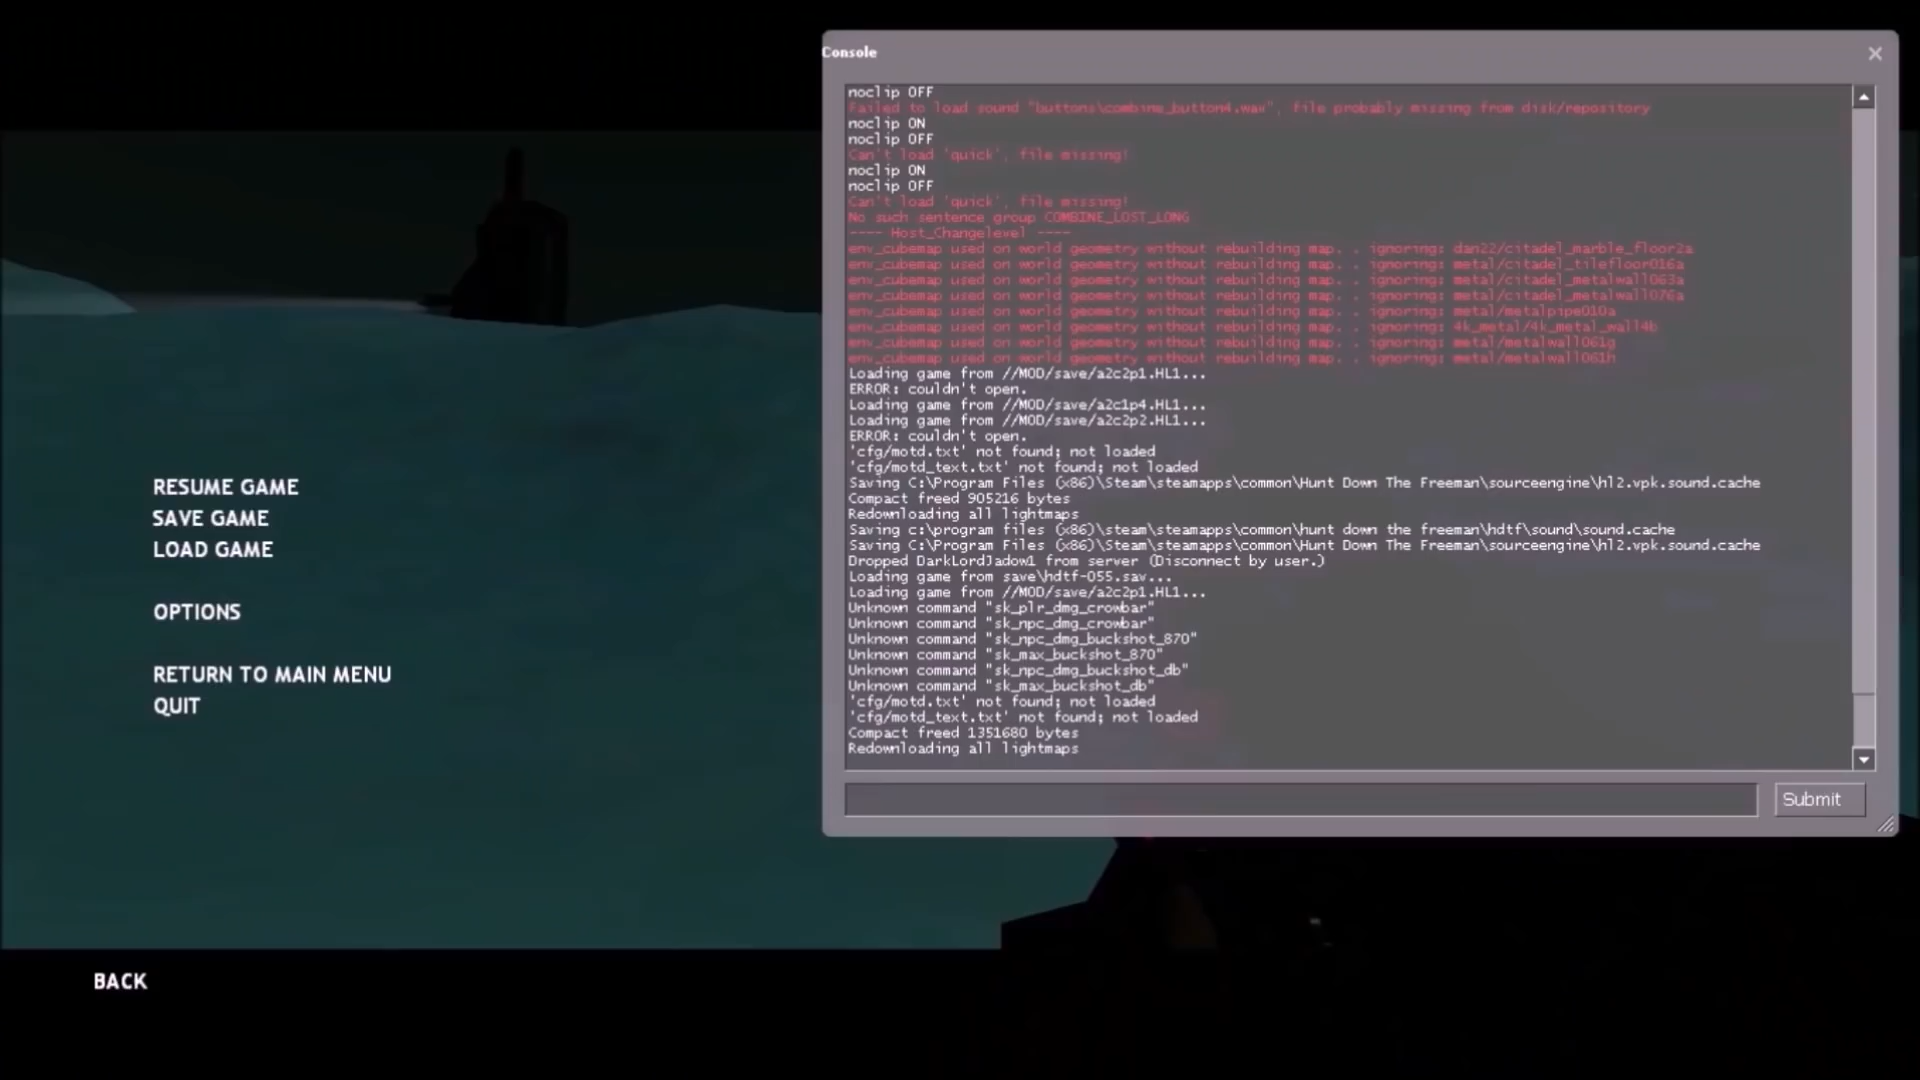 Console
noclip OFF
Failed to load sound "buttons\combine_button4.wav", file probably missing from disk/repository
noclip ON
noclip OFF
Can't load 'quick', file missing!
noclip ON
noclip OFF
Can't load 'quick', file missing!
No such sentence group COMBINE_LOST_LONG
---- Host_Changelevel ----
env_cubemap used on world geometry without rebuilding map. . ignoring: dan22/citadel_marble_floor2a
env_cubemap used on world geometry without rebuilding map. . ignoring: metal/citadel_tilefloor016a
env_cubemap used on world geometry without rebuilding map. . ignoring: metal/citadel_metalwall063a
env_cubemap used on world geometry without rebuilding map. . ignoring: metal/citadel_metalwall076a
env_cubemap used on world geometry without rebuilding map. . ignoring: metal/metalpipe010a
env_cubemap used on world geometry without rebuilding map. . ignoring: 4k_metal/4k_metal_wall4b
env_cubemap used on world geometry without rebuilding map. . ignoring: metal/metalwall061g
env_cubemap used on world geometry without rebuilding map. . ignoring: metal/metalwall061h
Loading game from //MOD/save/a2c2p1.HL1...
ERROR: couldn't open.
Loading game from //MOD/save/a2c1p4.HL1...
Loading game from //MOD/save/a2c2p2.HL1...
ERROR: couldn't open.
'cfg/motd.txt' not found; not loaded
'cfg/motd_text.txt' not found; not loaded
Saving C:\Program Files (x86)\Steam\steamapps\common\Hunt Down The Freeman\sourceengine\hl2.vpk.sound.cache
Compact freed 905216 bytes
Redownloading all lightmaps
Saving c:\program files (x86)\steam\steamapps\common\hunt down the freeman\hdtf\sound\sound.cache
Saving C:\Program Files (x86)\Steam\steamapps\common\Hunt Down The Freeman\sourceengine\hl2.vpk.sound.cache
Dropped DarkLordJadow1 from server (Disconnect by user.)
Loading game from save\hdtf-055.sav...
Loading game from //MOD/save/a2c2p1.HL1...
Unknown command "sk_plr_dmg_crowbar"
Unknown command "sk_npc_dmg_crowbar"
Unknown command "sk_npc_dmg_buckshot_870"
Unknown command "sk_max_buckshot_870"
Unknown command "sk_npc_dmg_buckshot_db"
Unknown command "sk_max_buckshot_db"
'cfg/motd.txt' not found; not loaded
'cfg/motd_text.txt' not found; not loaded
Compact freed 1351680 bytes
Redownloading all lightmaps
Submit
RESUME GAME
SAVE GAME
LOAD GAME
OPTIONS
RETURN TO MAIN MENU
QUIT
BACK